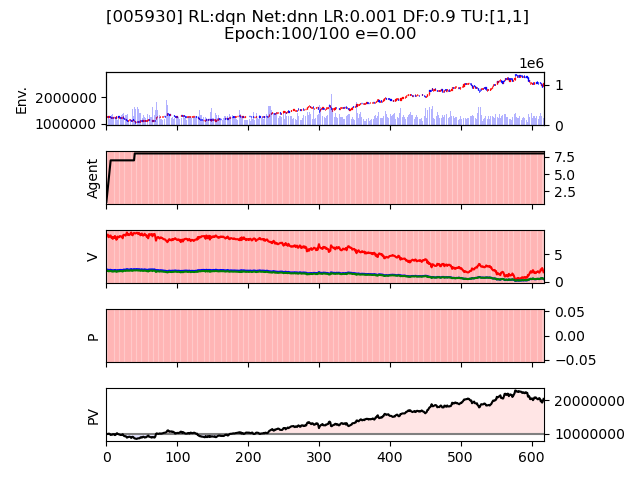 [005930] RL:dqn Net:dnn LR:0.001 DF:0.9 TU:[1,1]
Epoch:100/100 e=0.00
1e6
Env.
2000000
1000000
1
0
Agent
7.5
5.0
2.5
V
5
0
P
0.05
0.00
−0.05
PV
20000000
10000000
0 100 200 300 400 500 600